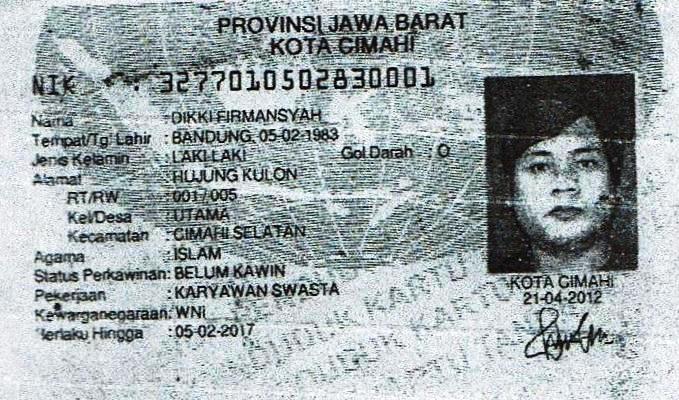 PROVINSI JAWA BARAT
KOTA CIMAHI
NIK : 3277010502830001
Nama : DIKKI FIRMANSYAH
Tempat/Tgl Lahir : BANDUNG, 05-02-1983
Jenis Kelamin : LAKI-LAKI Gol Darah : O
Alamat : HUJUNG KULON
RT/RW : 001/005
Kel/Desa : UTAMA
Kecamatan : CIMAHI SELATAN
Agama : ISLAM
Status Perkawinan: BELUM KAWIN
Pekerjaan : KARYAWAN SWASTA
Kewarganegaraan: WNI
Berlaku Hingga : 05-02-2017
KOTA CIMAHI
21-04-2012